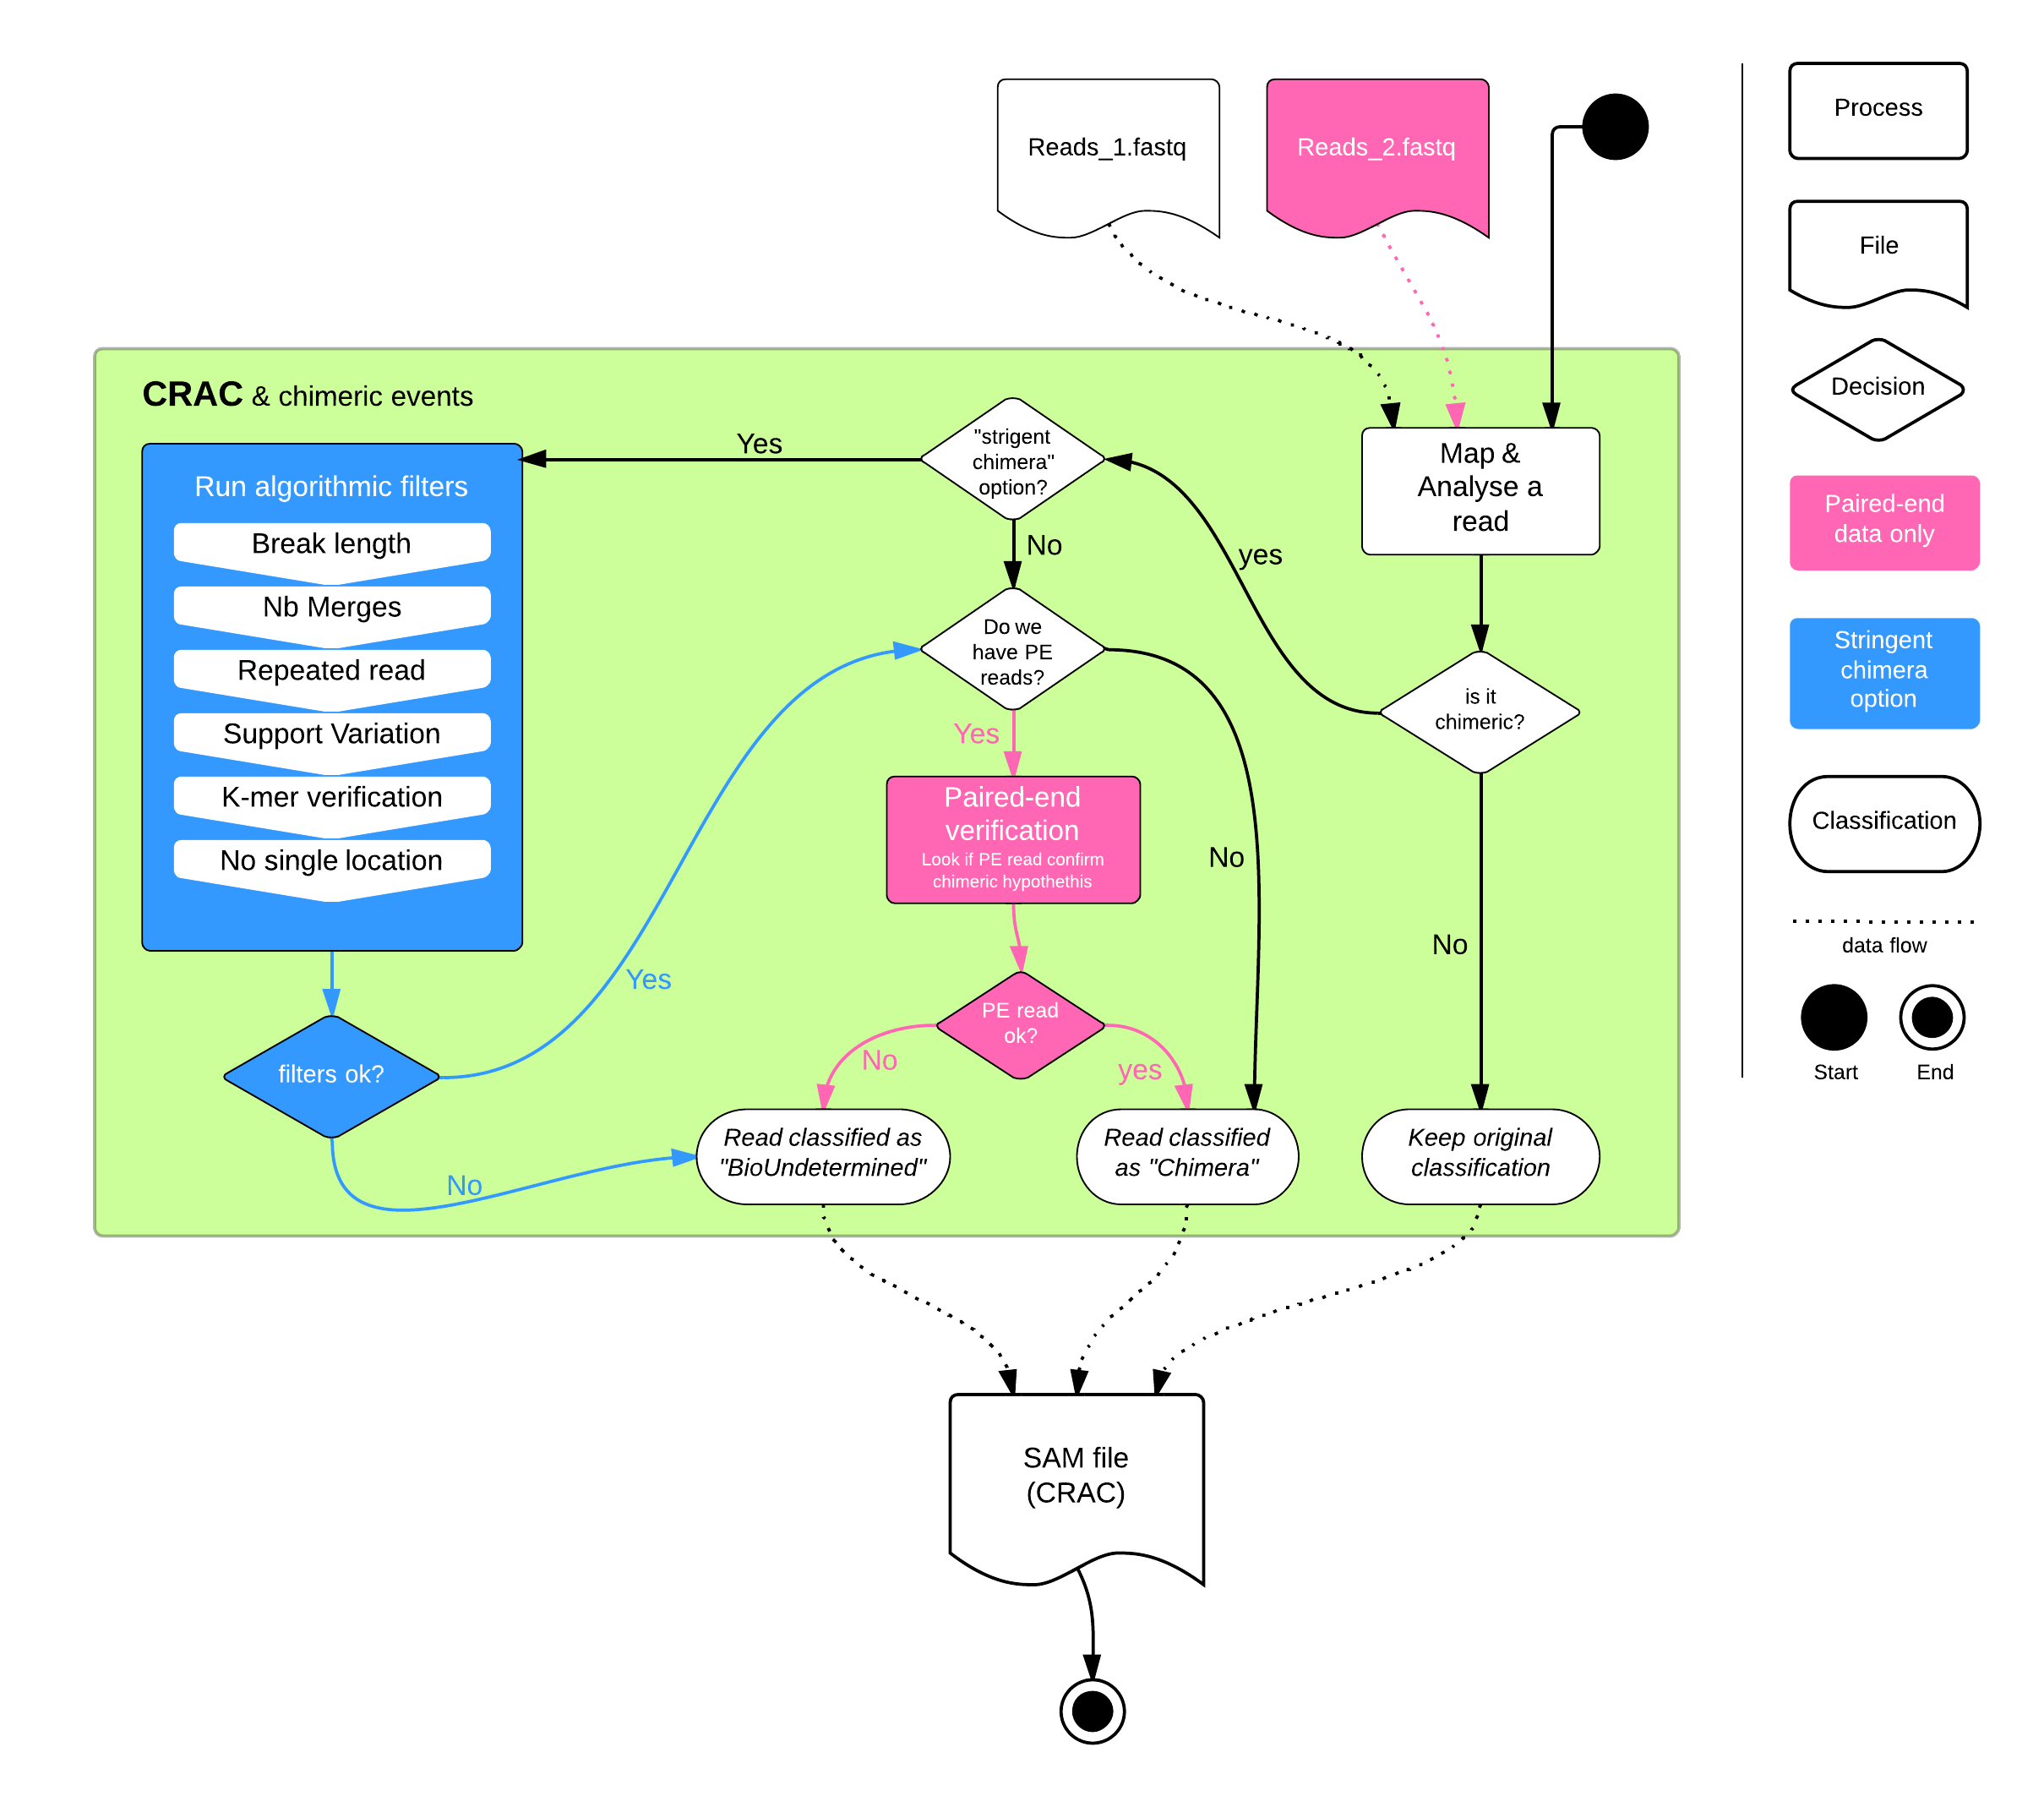 Reads_1.fastq
Reads_2.fastq
CRAC & chimeric events
Map &
Analyse a
read
"strigent
chimera"
option?
Yes
No
yes
Run algorithmic filters
Break length
Nb Merges
Repeated read
Support Variation
K-mer verification
No single location
Do we
have PE
reads?
is it
chimeric?
Yes
No
No
Paired-end
verification
Look if PE read confirm
chimeric hypothethis
Yes
filters ok?
No
PE read
ok?
No
yes
Read classified as
"BioUndetermined"
Read classified
as "Chimera"
Keep original
classification
SAM file
(CRAC)
Process
File
Decision
Paired-end
data only
Stringent
chimera
option
Classification
data flow
Start
End